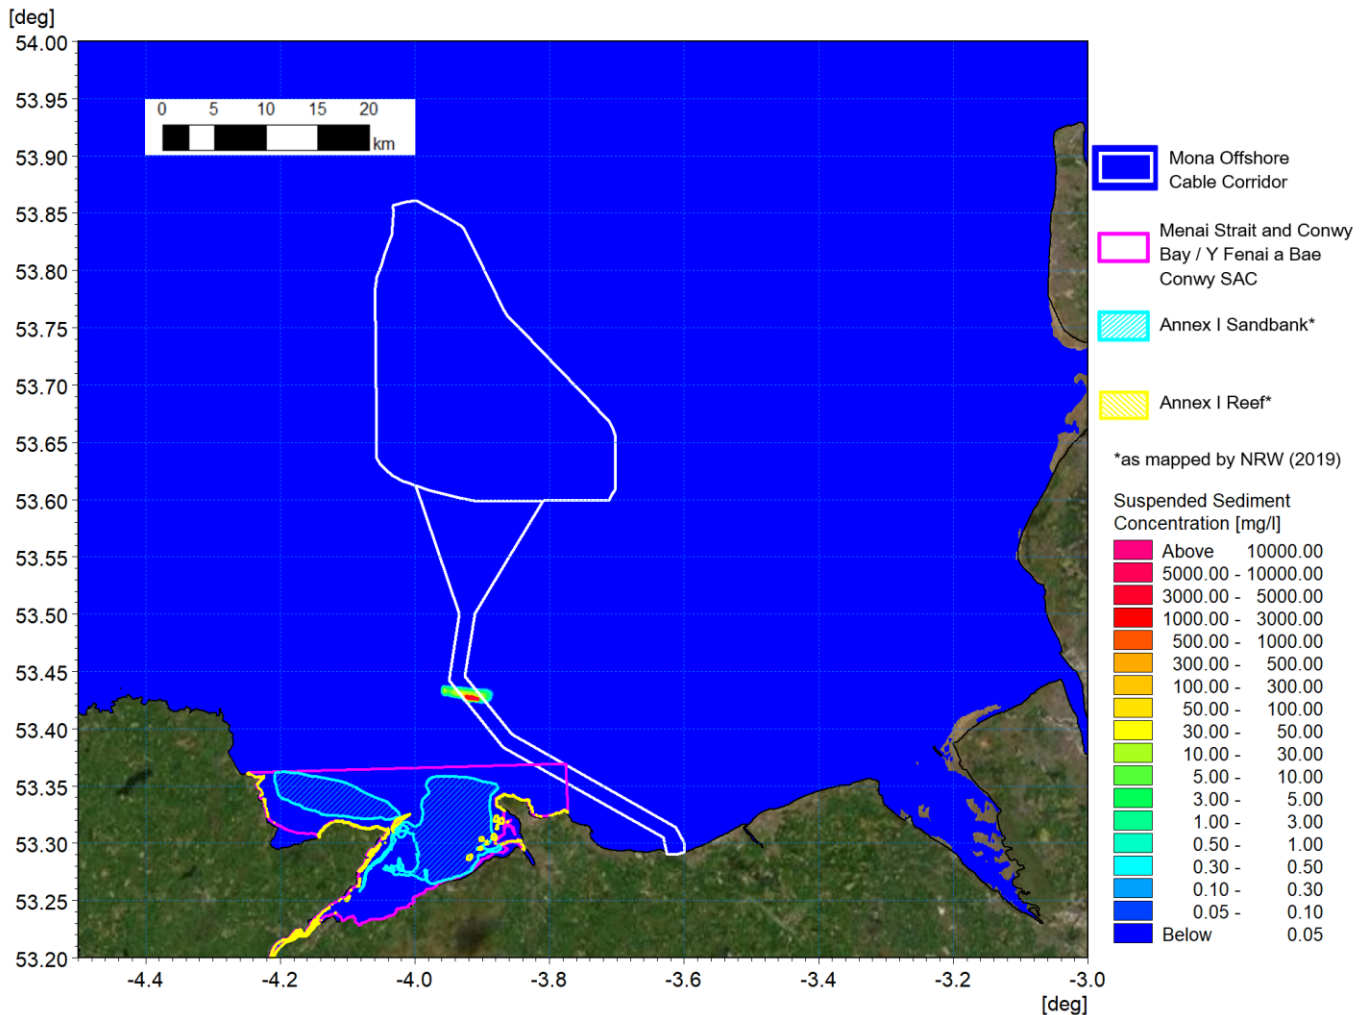 [deg]
54.00
53.95
53.90
53.85
53.80
53.75
53.70
53.65
53.60
53.55
53.50
53.45
53.40
53.35
53.30
53.25
53.20
0 5 10 15 20
km
-4.4 -4.2 -4.0 -3.8 -3.6 -3.4 -3.2 -3.0
[deg]
Mona Offshore
Cable Corridor
Menai Strait and Conwy
Bay / Y Fenai a Bae
Conwy SAC
Annex I Sandbank*
Annex I Reef*
*as mapped by NRW (2019)
Suspended Sediment
Concentration [mg/l]
Above 10000.00
5000.00 - 10000.00
3000.00 - 5000.00
1000.00 - 3000.00
500.00 - 1000.00
300.00 - 500.00
100.00 - 300.00
50.00 - 100.00
30.00 - 50.00
10.00 - 30.00
5.00 - 10.00
3.00 - 5.00
1.00 - 3.00
0.50 - 1.00
0.30 - 0.50
0.10 - 0.30
0.05 - 0.10
Below 0.05